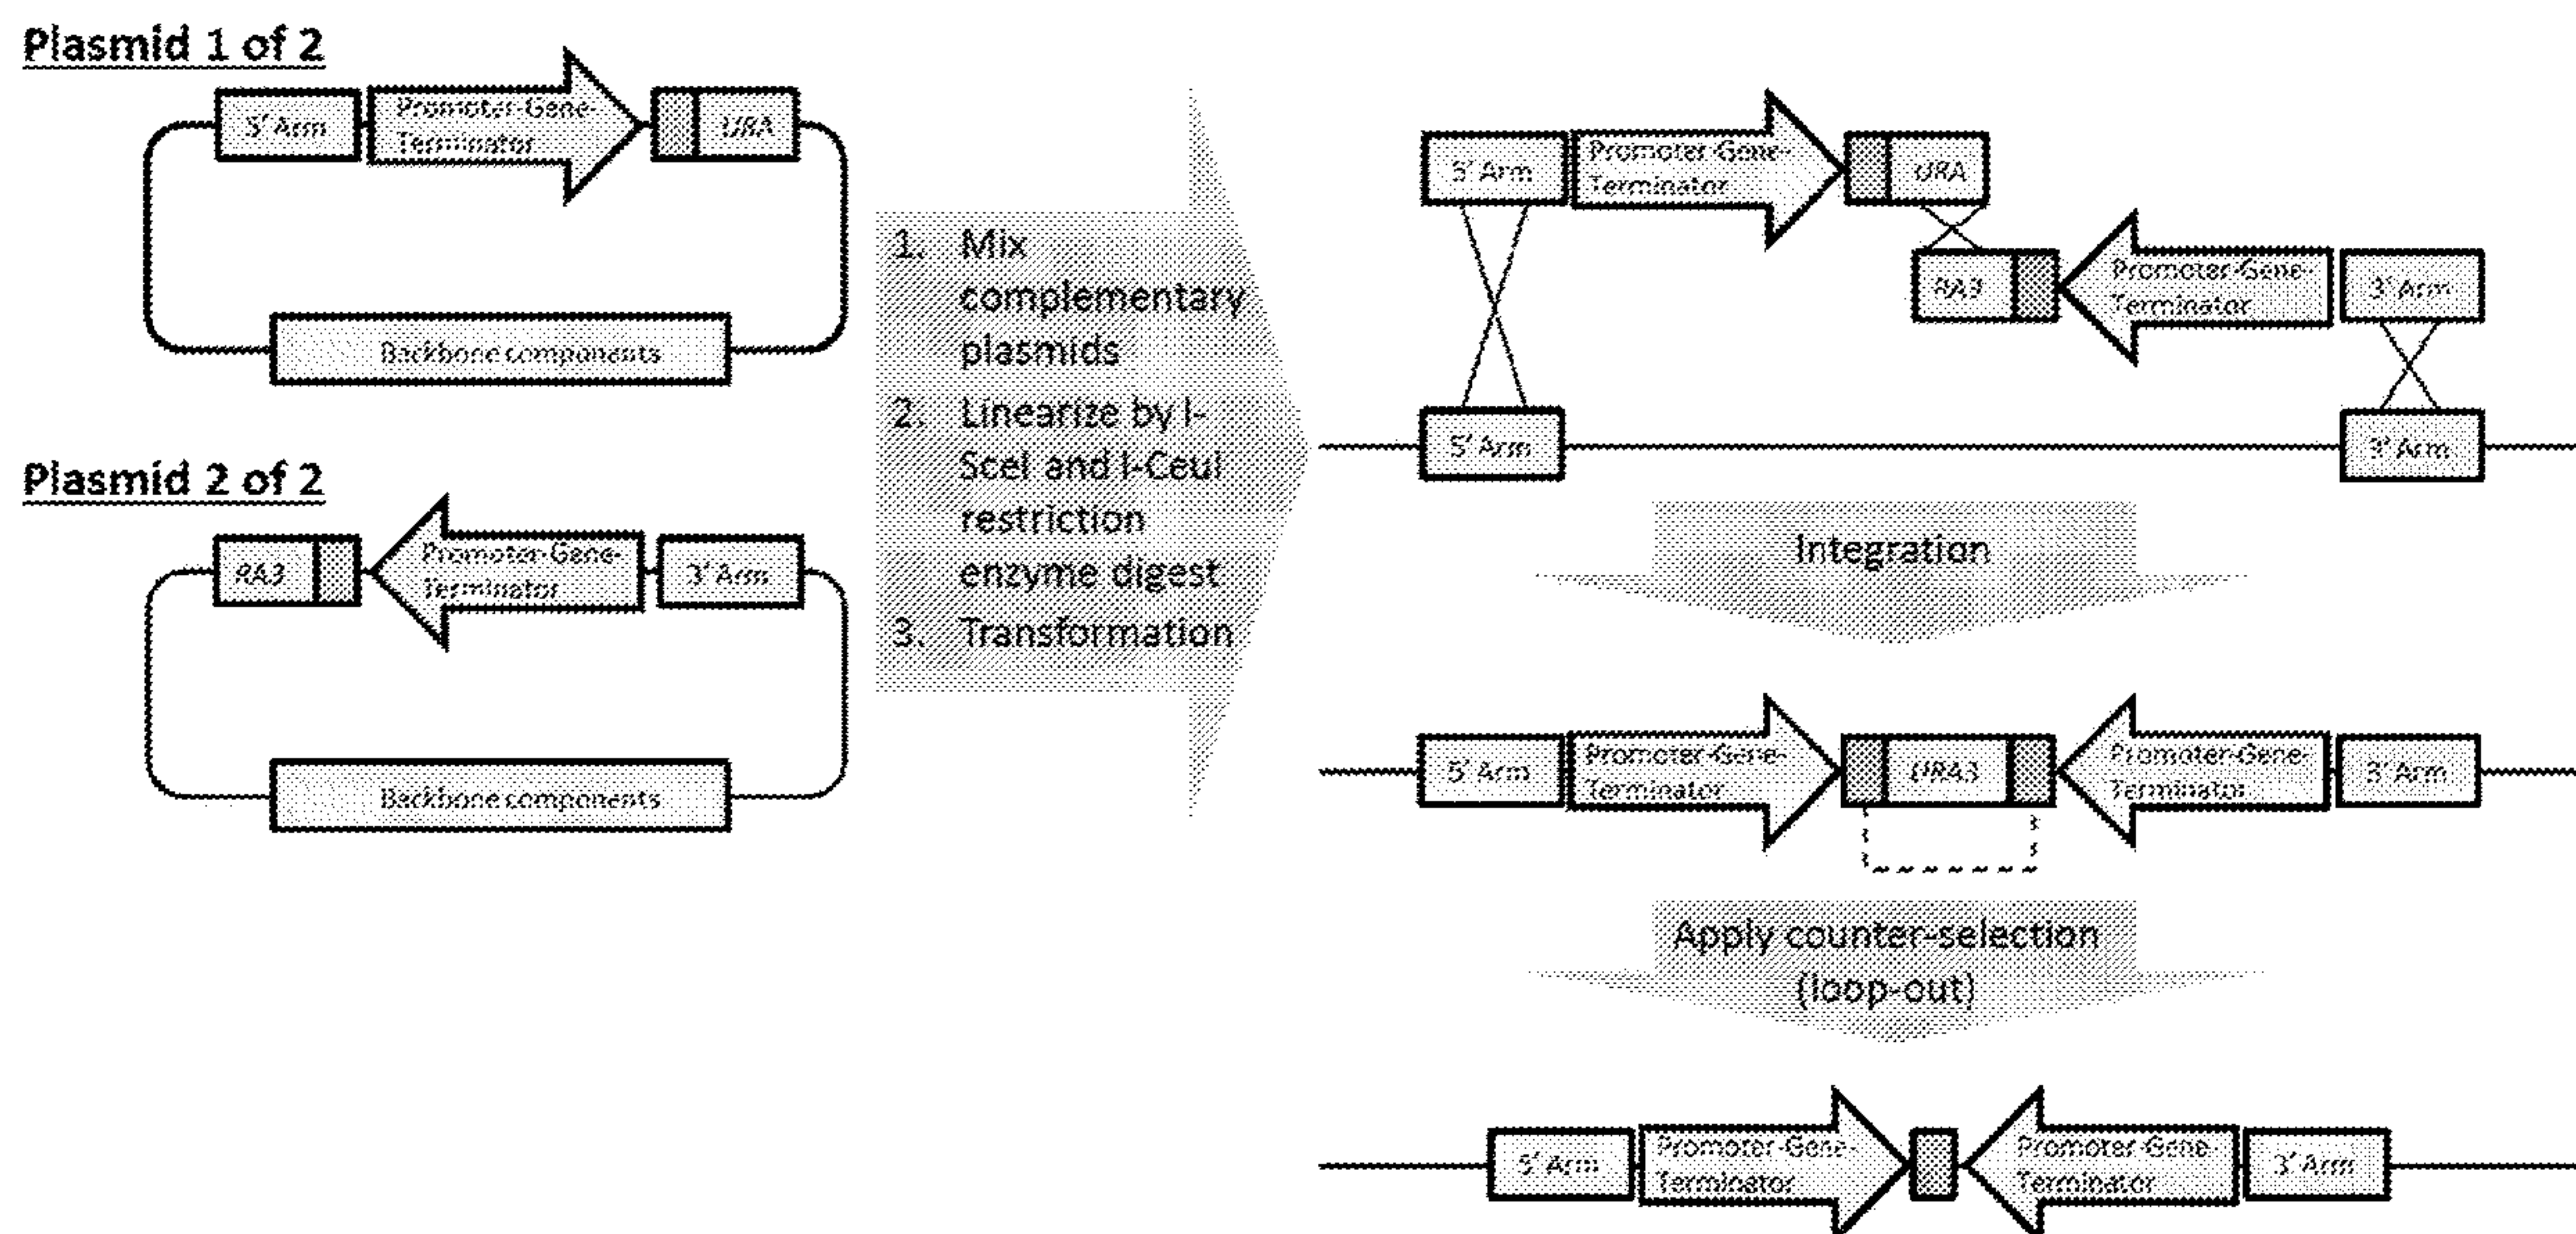 Plasmid 1 of 2
5' Arm
Promoter-Gene-
Terminator
URA
Backbone components
Plasmid 2 of 2
RA3
Promoter-Gene-
Terminator
3' Arm
Backbone components
1. Mix
complementary
plasmids
2. Linearize by I-
SceI and I-CeuI
restriction
enzyme digest
3. Transformation
5' Arm
Promoter-Gene-
Terminator
URA
RA3
Promoter-Gene-
Terminator
3' Arm
5' Arm
3' Arm
Integration
5' Arm
Promoter-Gene-
Terminator
URA3
Promoter-Gene-
Terminator
3' Arm
Apply counter-selection
(loop-out)
5' Arm
Promoter-Gene-
Terminator
Promoter-Gene-
Terminator
3' Arm